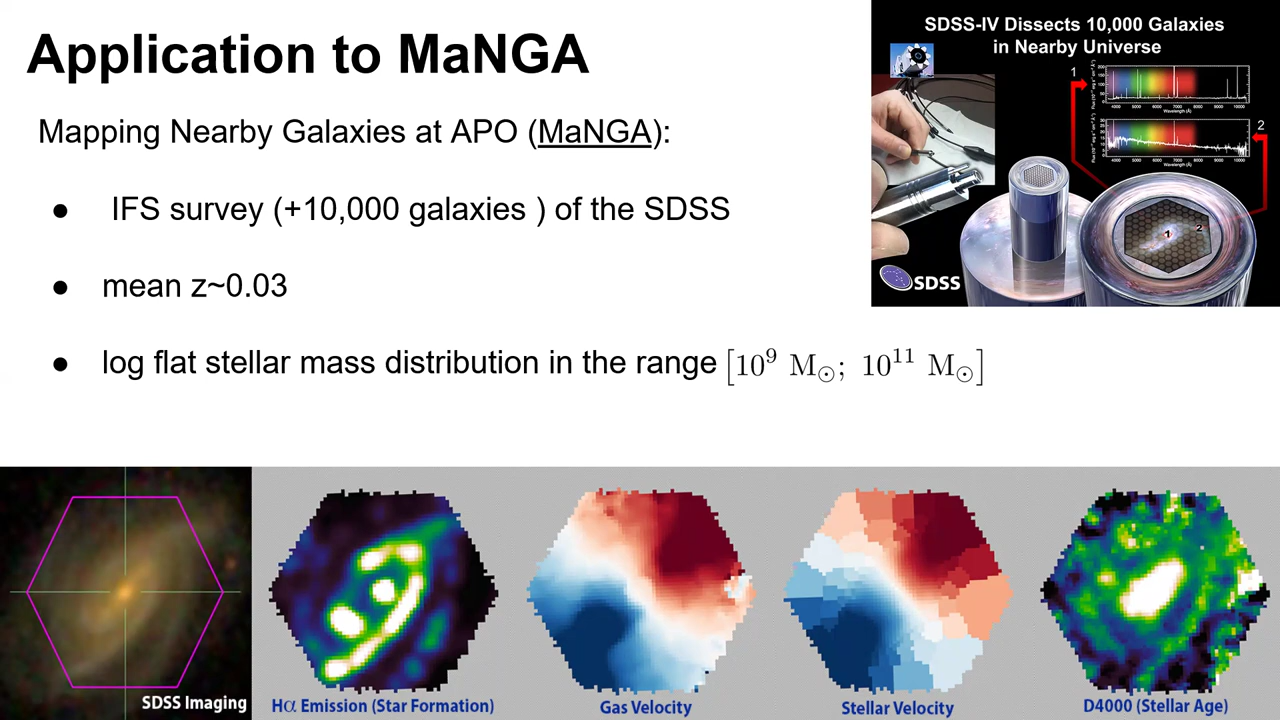 Application to MaNGA
SDSS-IV Dissects 10,000 Galaxies
in Nearby Universe
Mapping Nearby Galaxies at APO (MaNGA):
● IFS survey (+10,000 galaxies ) of the SDSS
● mean z~0.03
● log flat stellar mass distribution in the range [10⁹ M☉; 10¹¹ M☉]
1
2
Wavelength (Å)
Wavelength (Å)
1 2
SDSS
SDSS Imaging
Hα Emission (Star Formation)
Gas Velocity
Stellar Velocity
D4000 (Stellar Age)